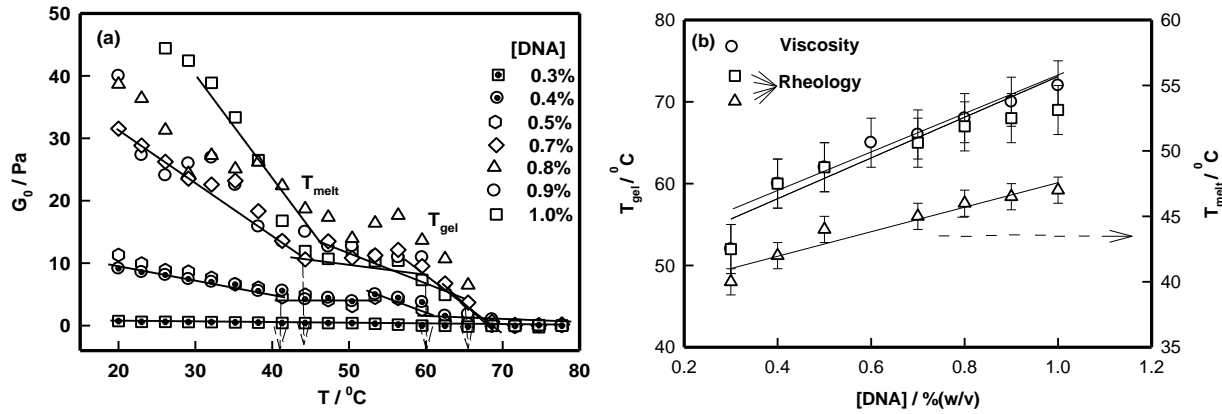 (a)
[DNA]
0.3%
0.4%
0.5%
0.7%
0.8%
0.9%
1.0%
T_melt
T_gel
50
40
30
20
10
0
G_0 / Pa
20 30 40 50 60 70 80
T / ⁰C
(b)
Viscosity
Rheology
80
70
60
50
40
T_gel / ⁰C
60
55
50
45
40
35
T_melt / ⁰C
0.2 0.4 0.6 0.8 1.0 1.2
[DNA] / %(w/v)